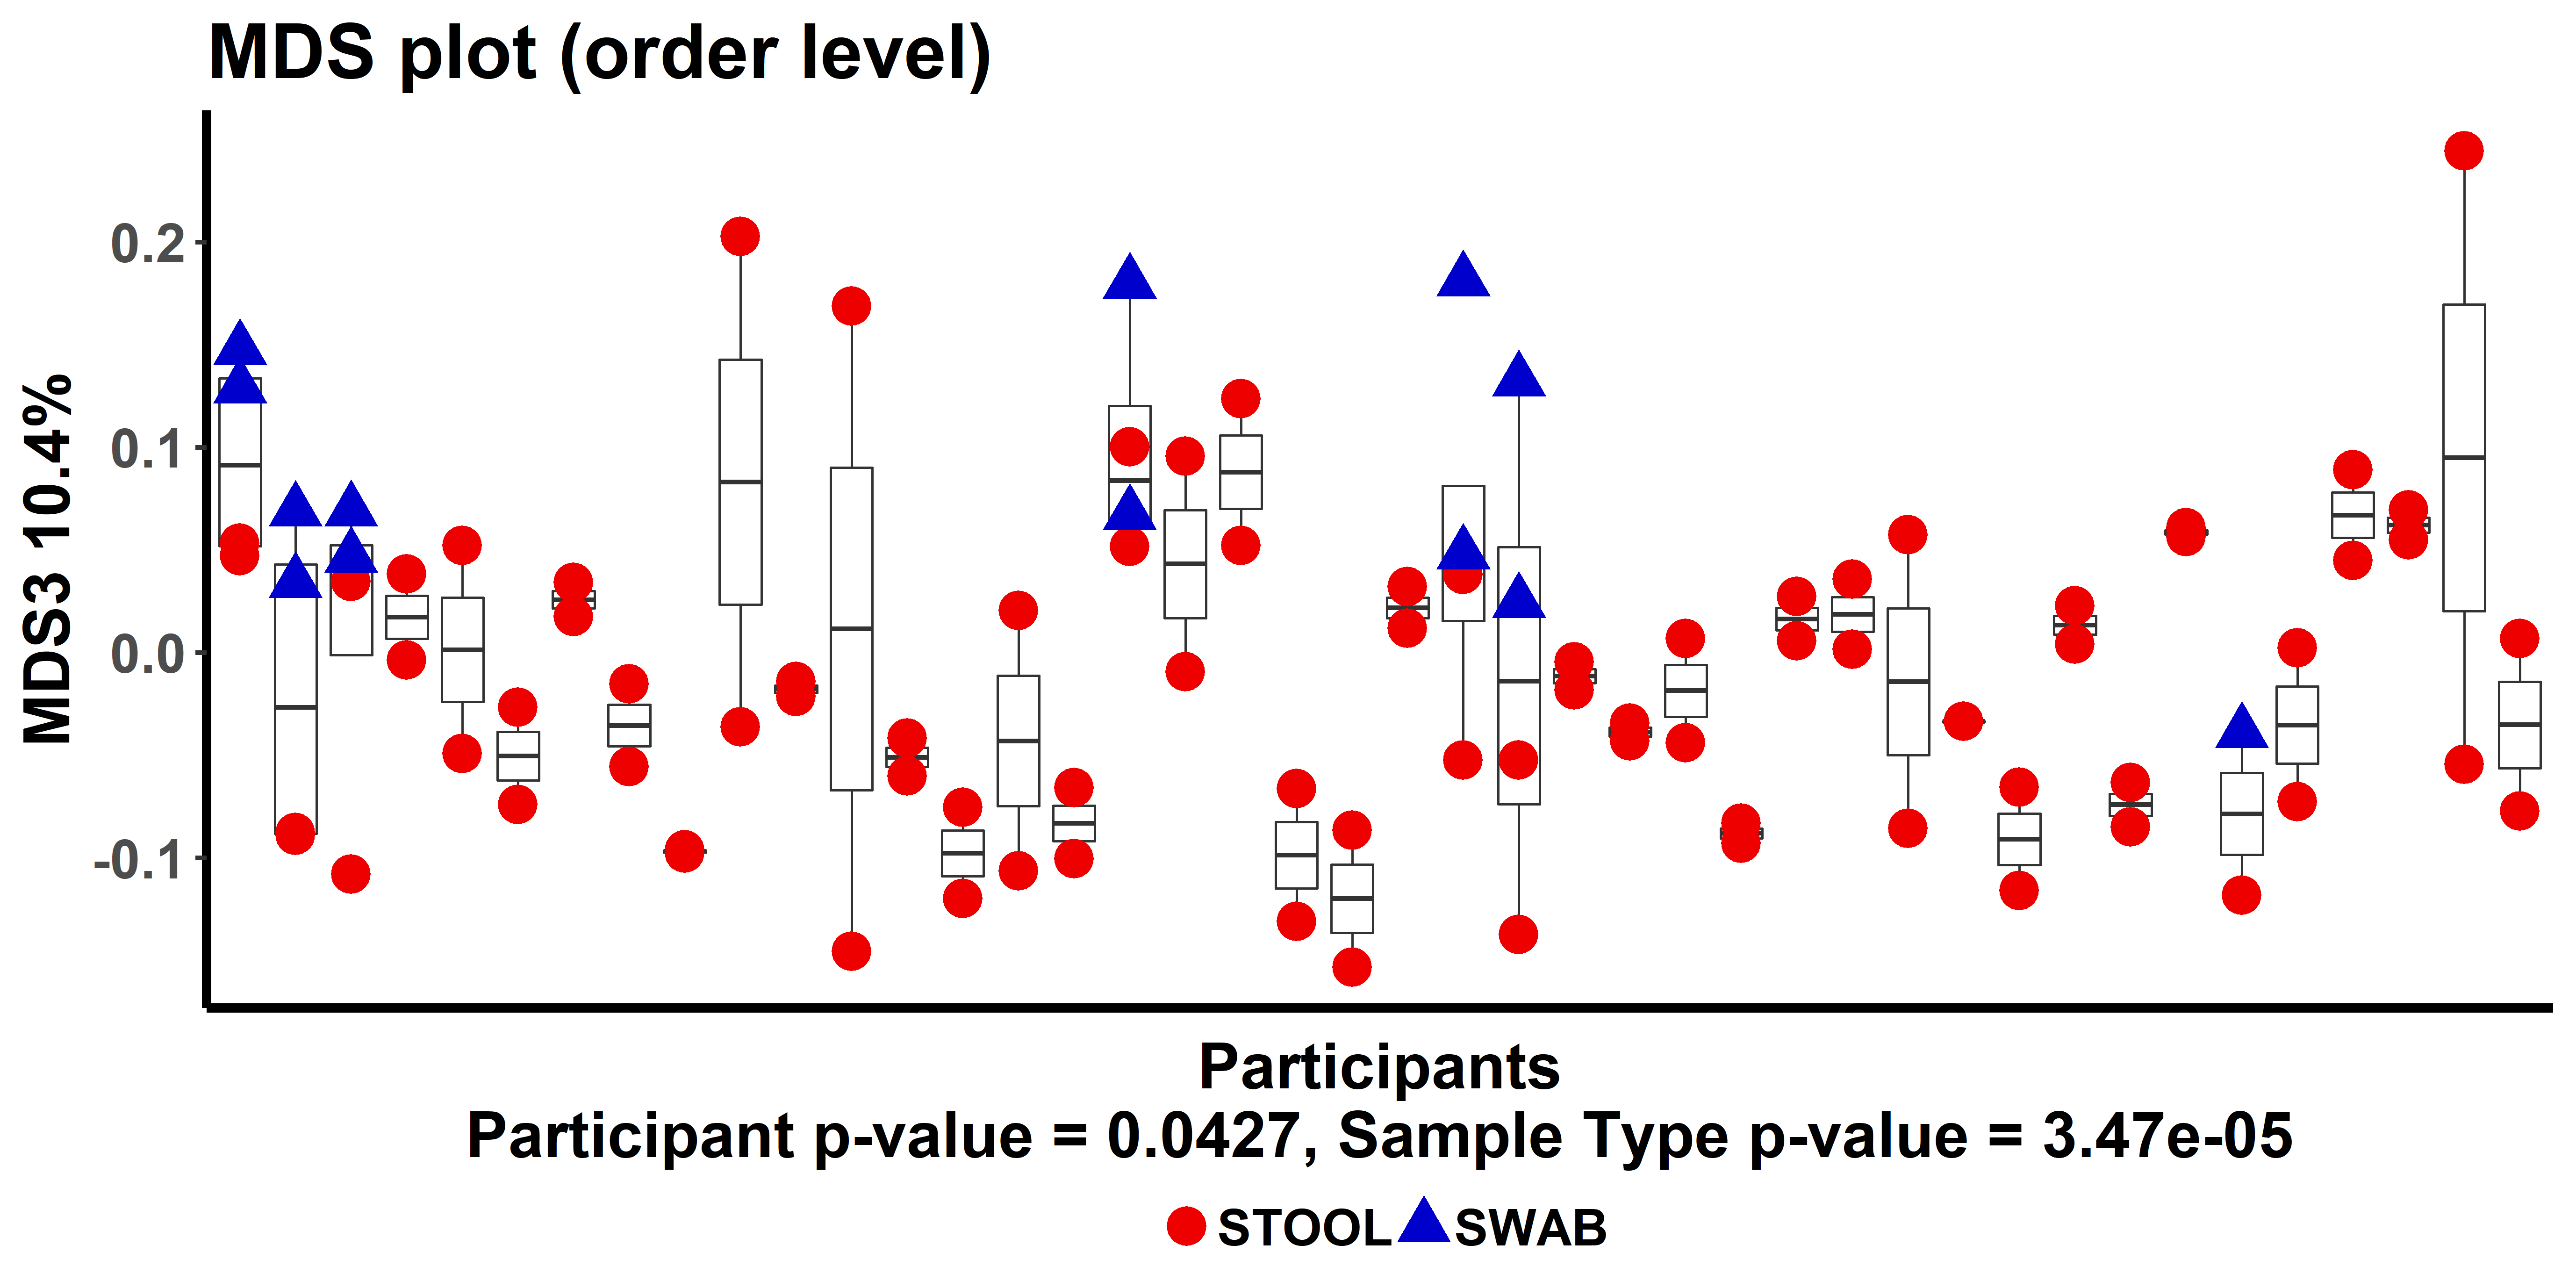 MDS plot (order level)
MDS3 10.4%
0.2
0.1
0.0
-0.1
Participants
Participant p-value = 0.0427, Sample Type p-value = 3.47e-05
STOOL SWAB